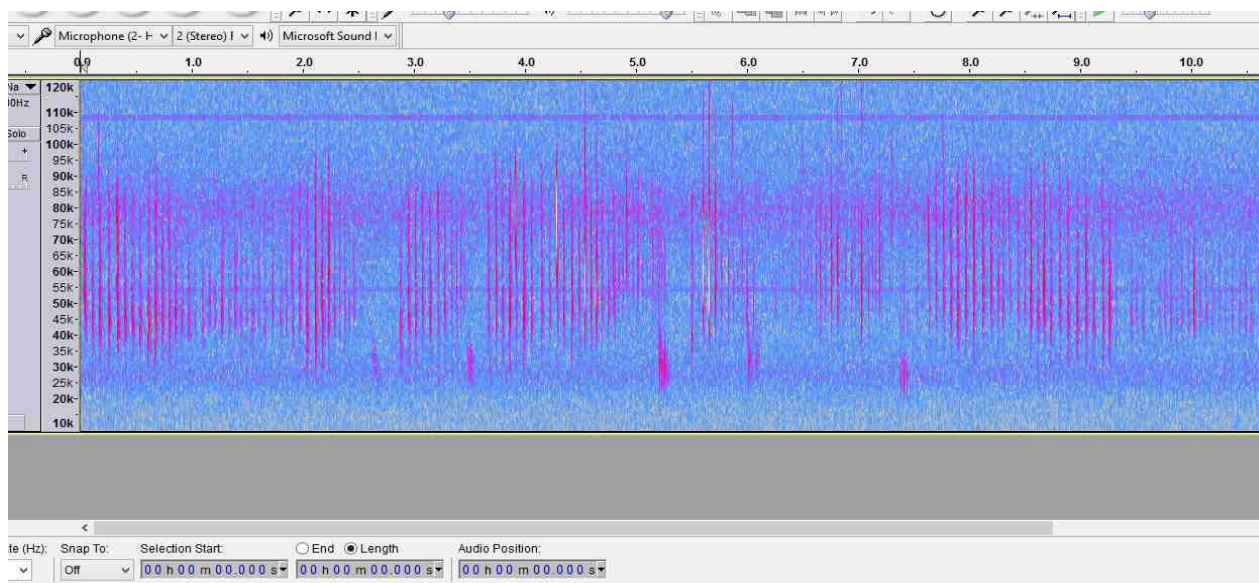 Microphone (2- H 2 (Stereo) I Microsoft Sound I
0.0 1.0 2.0 3.0 4.0 5.0 6.0 7.0 8.0 9.0 10.0
120k
110k
105k
100k
95k
90k
85k
80k
75k
70k
65k
60k
55k
50k
45k
40k
35k
30k
25k
20k
10k
Na
00Hz
Solo
+
R
te (Hz): Snap To: Selection Start: End Length Audio Position:
Off 00 h 00 m 00.000 s 00 h 00 m 00.000 s 00 h 00 m 00.000 s